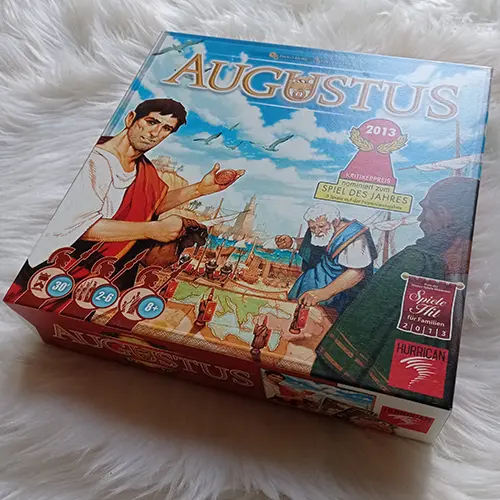 AUGUSTUS
2013
KRITIKERPREIS
nominiert zum
SPIEL DES JAHRES
30'
2-6
8+
Spiele
Hit
für Familien
2013
HURRICAN
AUGUSTUS
HURRICAN